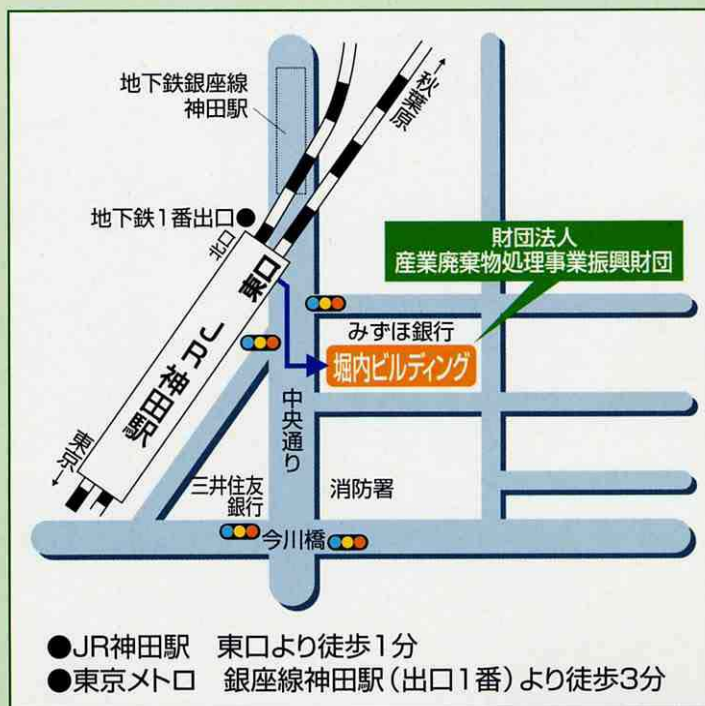 地下鉄銀座線
神田駅
秋葉原
地下鉄1番出口
北口
東口
JR神田駅
東京
財団法人
産業廃棄物処理事業振興財団
みずほ銀行
堀内ビルディング
中央通り
三井住友
銀行
消防署
今川橋
●JR神田駅 東口より徒歩1分
●東京メトロ 銀座線神田駅(出口1番)より徒歩3分